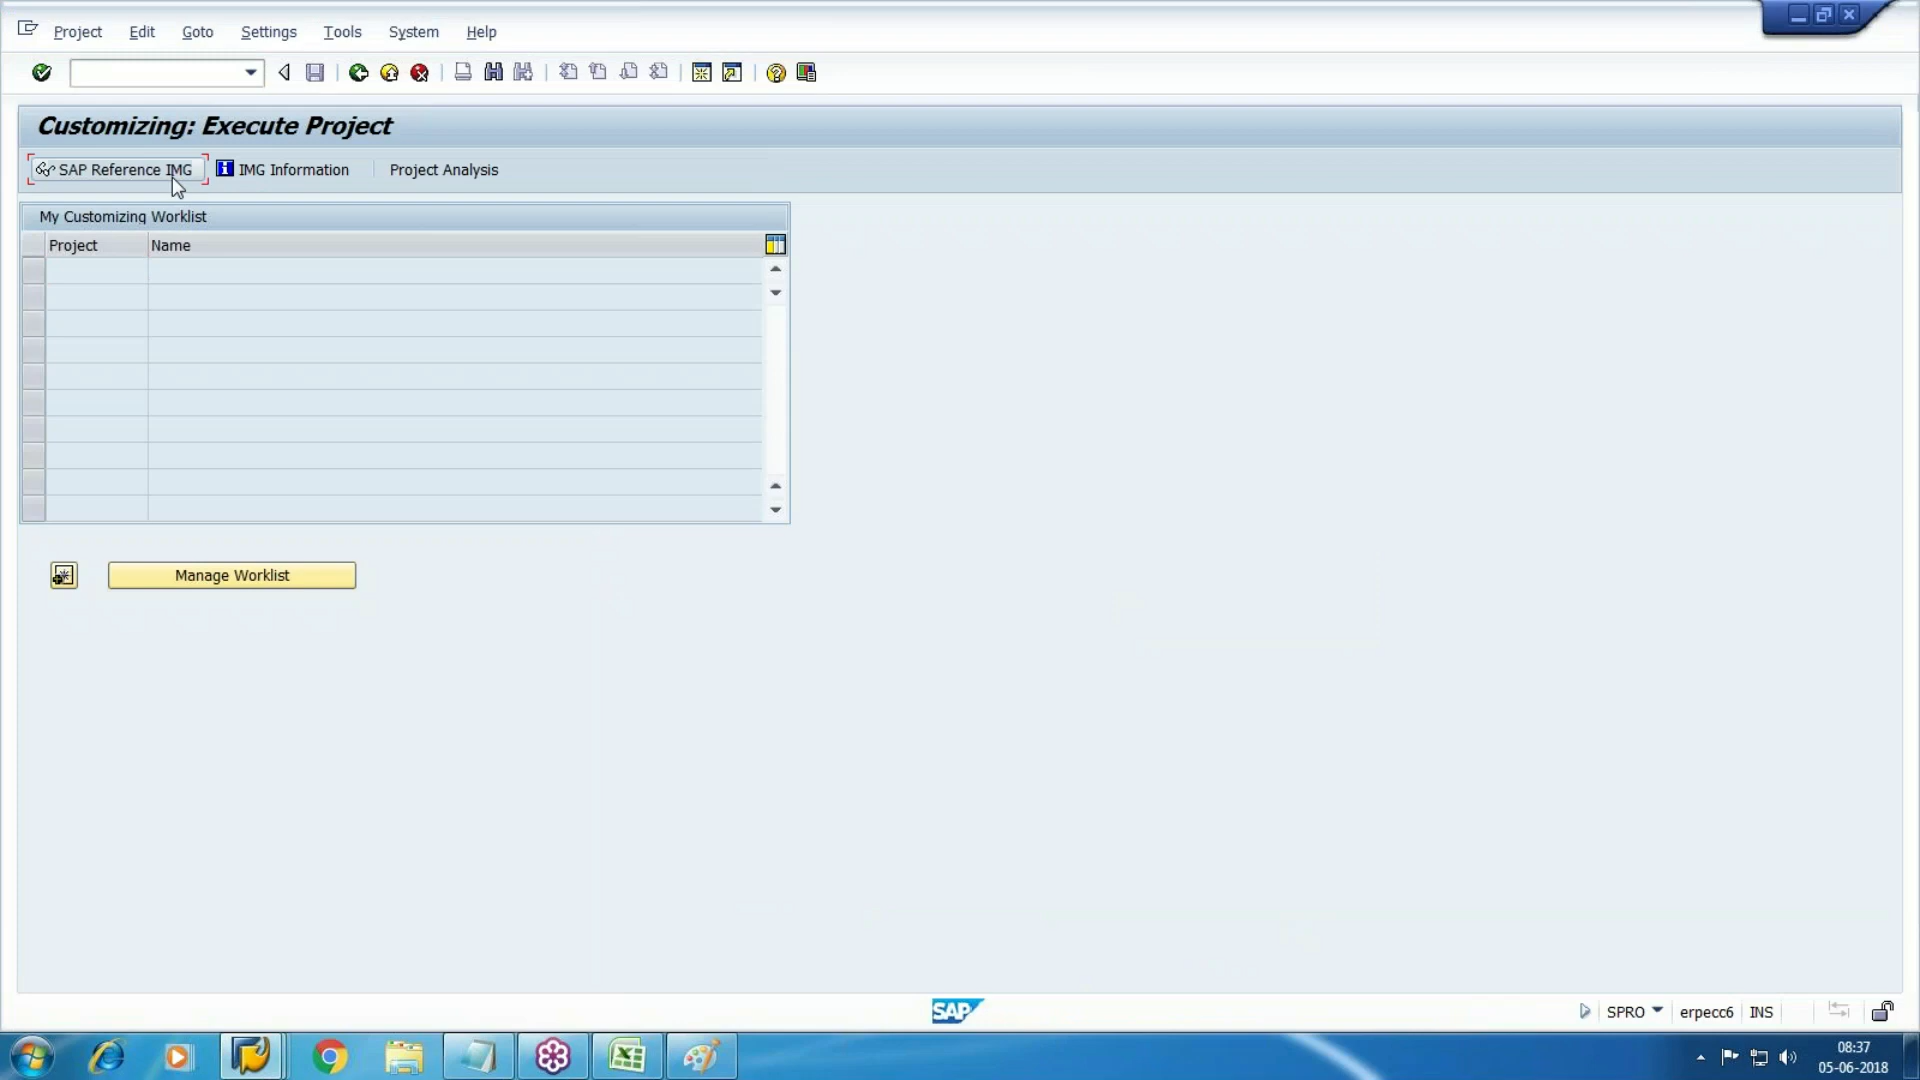 Project Edit Goto Settings Tools System Help
Customizing: Execute Project
SAP Reference IMG IMG Information Project Analysis
My Customizing Worklist
Project Name
Manage Worklist
SAP SPRO erpecc6 INS
08:37
05-06-2018